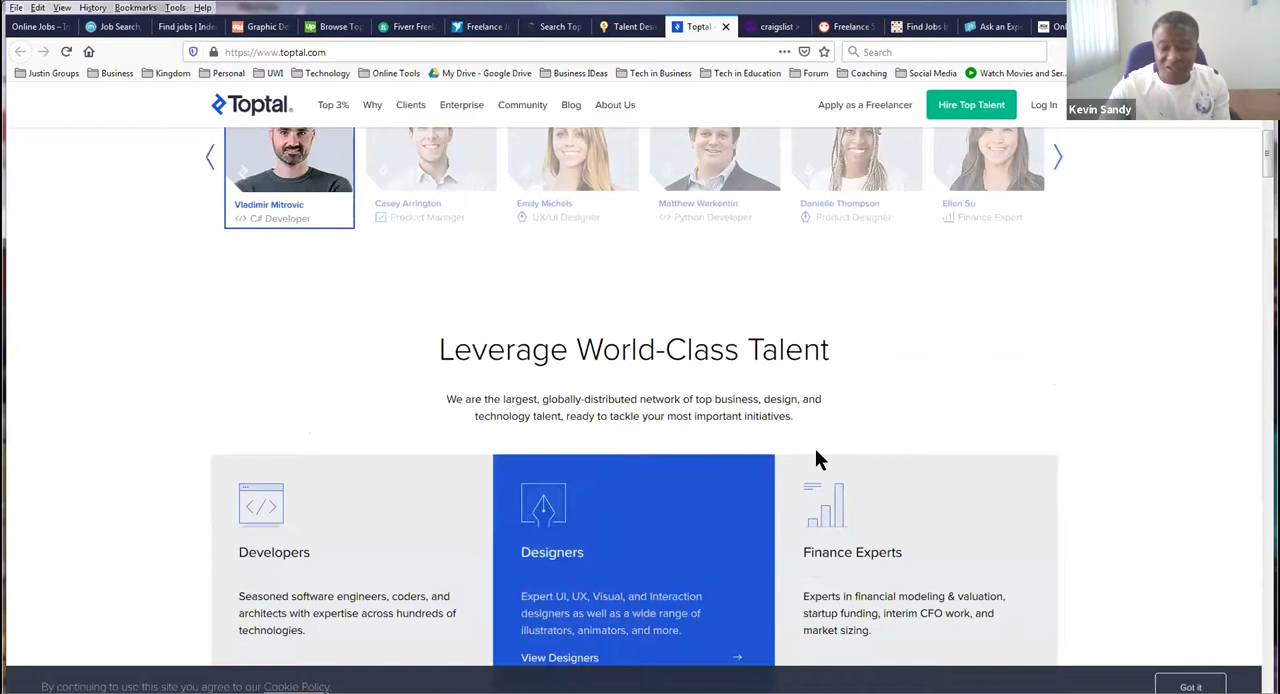 File Edit View History Bookmarks Tools Help
Online Jobs – Job Search, Find jobs | Inde Graphic De Browse Top Fiverr Freel Freelance J Search Top Talent Desi Toptal craigslist > Freelance S Find Jobs b Ask an Exp Onl
https://www.toptal.com Search
Justin Groups Business Kingdom Personal UWI Technology Online Tools My Drive - Google Drive Business IDeas Tech in Business Tech in Education Forum Coaching Social Media Watch Movies and Ser...
Kevin Sandy
Toptal Top 3% Why Clients Enterprise Community Blog About Us Apply as a Freelancer Hire Top Talent Log In
Vladimir Mitrovic Casey Arrington Emily Michels Matthew Warkentin Danielle Thompson Ellen Su
C# Developer Product Manager UX/UI Designer Python Developer Product Designer Finance Expert
Leverage World-Class Talent
We are the largest, globally-distributed network of top business, design, and
technology talent, ready to tackle your most important initiatives.
Developers
Seasoned software engineers, coders, and
architects with expertise across hundreds of
technologies.
Designers
Expert UI, UX, Visual, and Interaction
designers as well as a wide range of
illustrators, animators, and more.
View Designers →
Finance Experts
Experts in financial modeling & valuation,
startup funding, interim CFO work, and
market sizing.
By continuing to use this site you agree to our Cookie Policy.
Got it